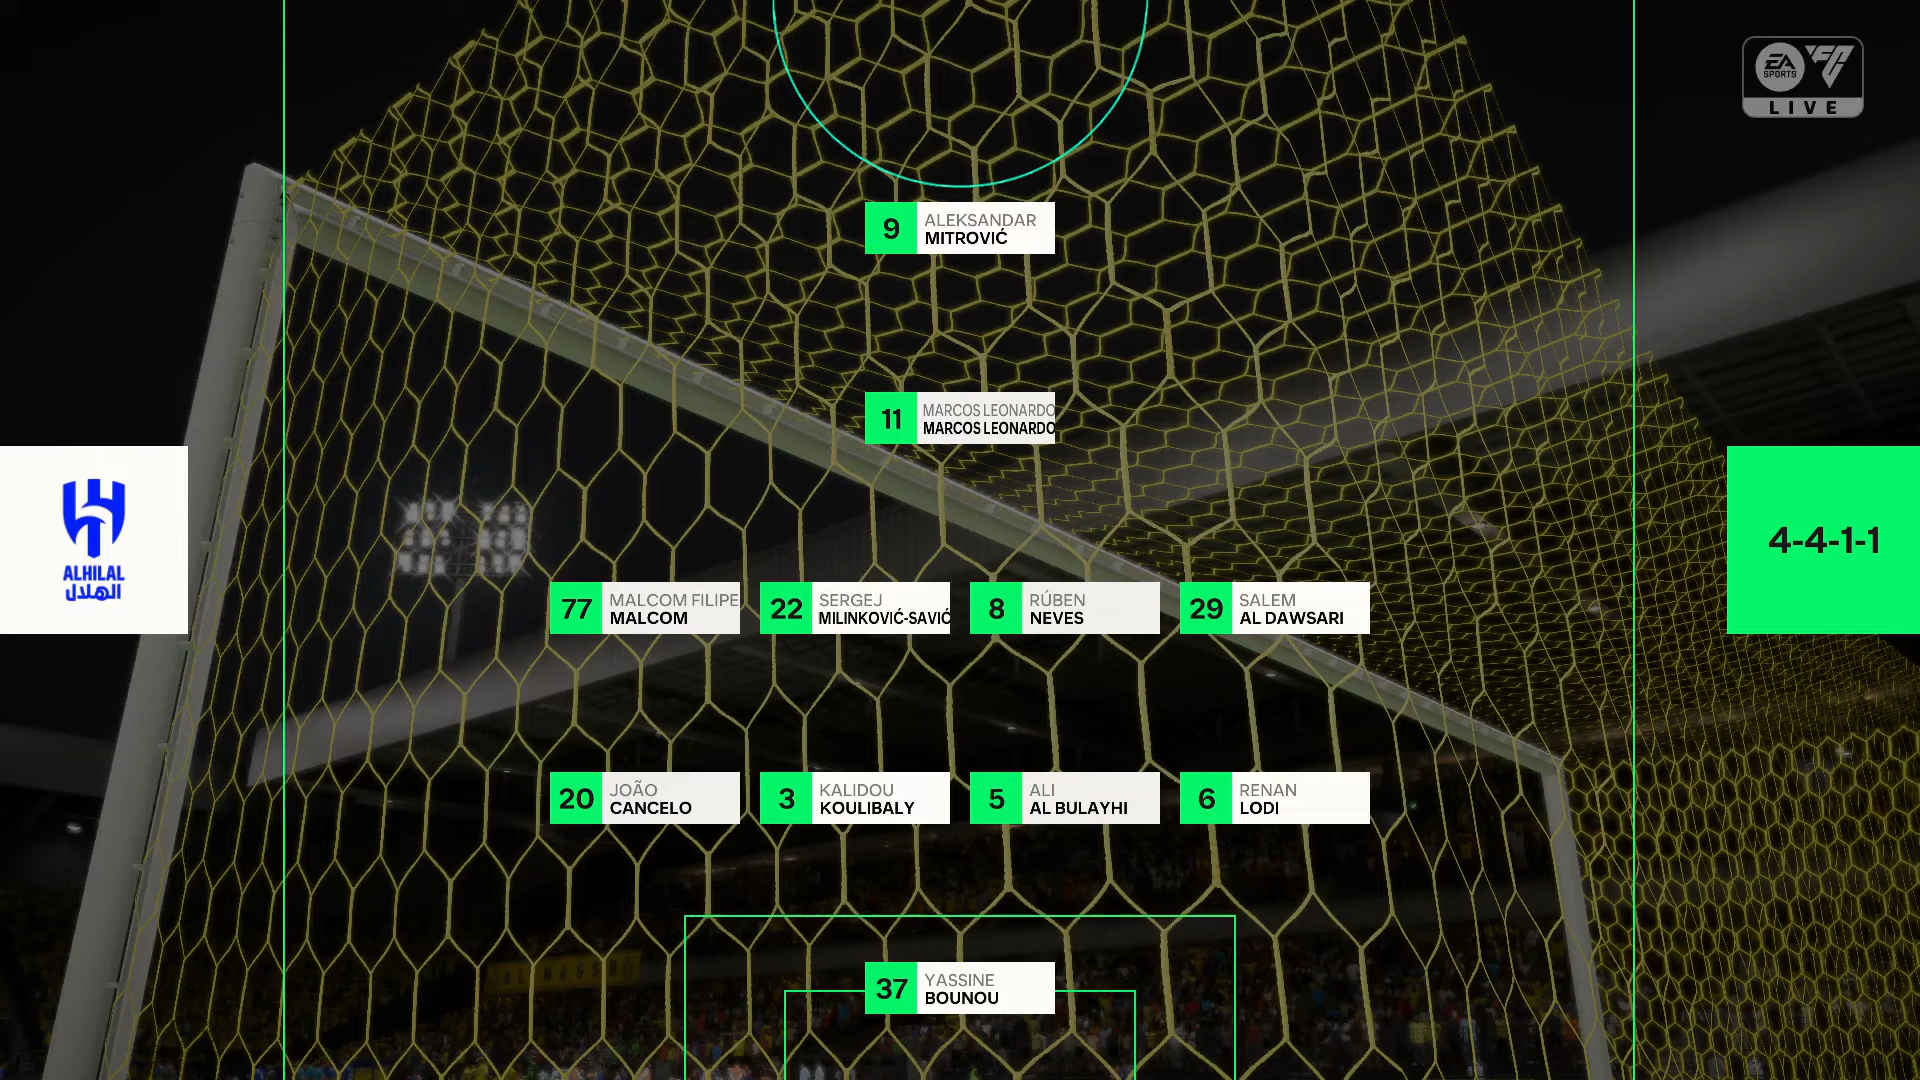 EA
SPORTS
FC
LIVE
9
ALEKSANDAR
MITROVIĆ
11
MARCOS LEONARDO
MARCOS LEONARDO
ALHILAL
الهلال
4-4-1-1
77
MALCOM FILIPE
MALCOM
22
SERGEJ
MILINKOVIĆ-SAVIĆ
8
RÚBEN
NEVES
29
SALEM
AL DAWSARI
20
JOÃO
CANCELO
3
KALIDOU
KOULIBALY
5
ALI
AL BULAYHI
6
RENAN
LODI
37
YASSINE
BOUNOU